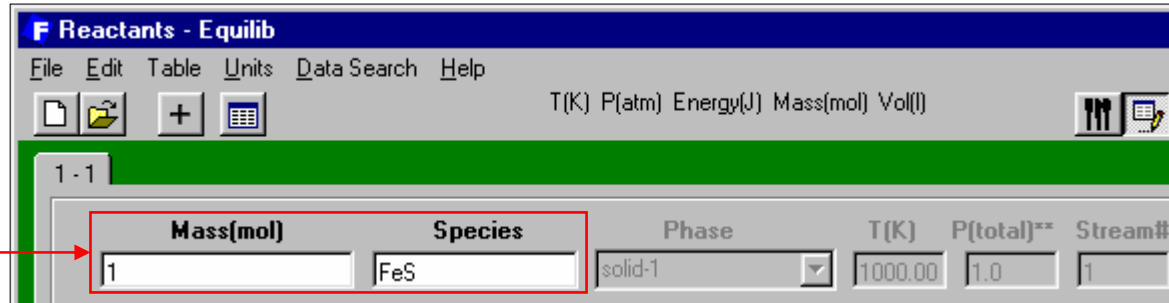 F Reactants - Equilib
File Edit Table Units Data Search Help
T(K) P(atm) Energy(J) Mass(mol) Vol(l)
1 - 1
Mass(mol) Species Phase T(K) P(total)** Stream#
1 FeS solid-1 1000.00 1.0 1